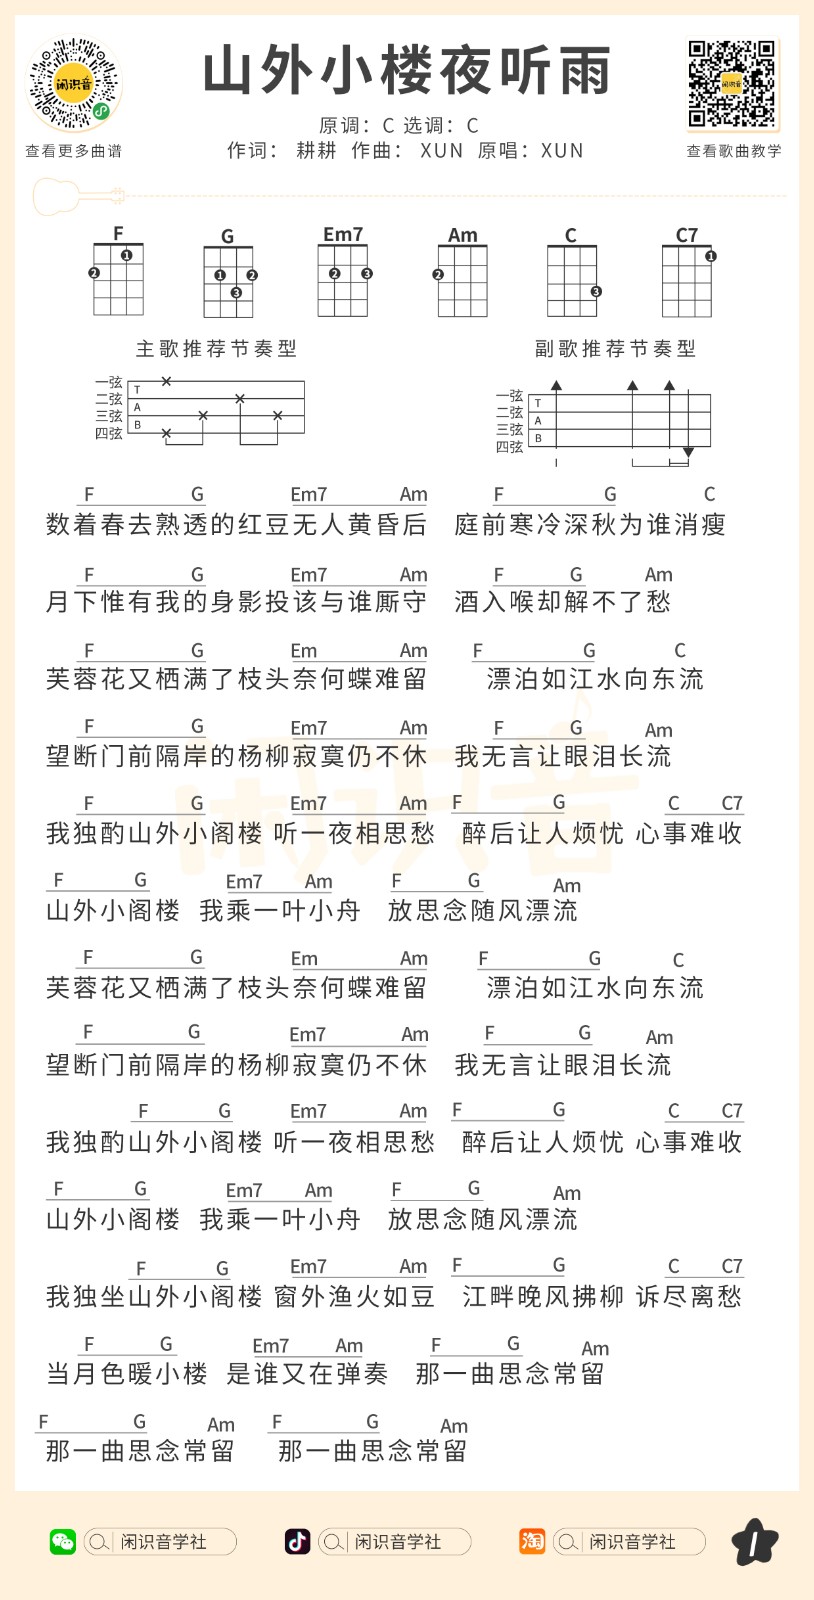 山外小楼夜听雨
闲识音
闲识音
原调：C 选调：C
作词： 耕耕 作曲： XUN 原唱：XUN
查看更多曲谱
查看歌曲教学
F G Em7 Am C C7
1 2
1 2 3
2 3
2
3
1
主歌推荐节奏型
副歌推荐节奏型
一弦 T
二弦 A
三弦 B
四弦
一弦 T
二弦 A
三弦 B
四弦
F G Em7 Am F G C
数着春去熟透的红豆无人黄昏后 庭前寒冷深秋为谁消瘦
F G Em7 Am F G Am
月下惟有我的身影投该与谁厮守 酒入喉却解不了愁
F G Em Am F G C
芙蓉花又栖满了枝头奈何蝶难留 漂泊如江水向东流
F G Em7 Am F G Am
望断门前隔岸的杨柳寂寞仍不休 我无言让眼泪长流
闲识音
F G Em7 Am F G C C7
我独酌山外小阁楼 听一夜相思愁 醉后让人烦忧 心事难收
F G Em7 Am F G Am
山外小阁楼 我乘一叶小舟 放思念随风漂流
F G Em Am F G C
芙蓉花又栖满了枝头奈何蝶难留 漂泊如江水向东流
F G Em7 Am F G Am
望断门前隔岸的杨柳寂寞仍不休 我无言让眼泪长流
F G Em7 Am F G C C7
我独酌山外小阁楼 听一夜相思愁 醉后让人烦忧 心事难收
F G Em7 Am F G Am
山外小阁楼 我乘一叶小舟 放思念随风漂流
F G Em7 Am F G C C7
我独坐山外小阁楼 窗外渔火如豆 江畔晚风拂柳 诉尽离愁
F G Em7 Am F G Am
当月色暖小楼 是谁又在弹奏 那一曲思念常留
F G Am F G Am
那一曲思念常留 那一曲思念常留
闲识音学社
闲识音学社
淘 闲识音学社
1